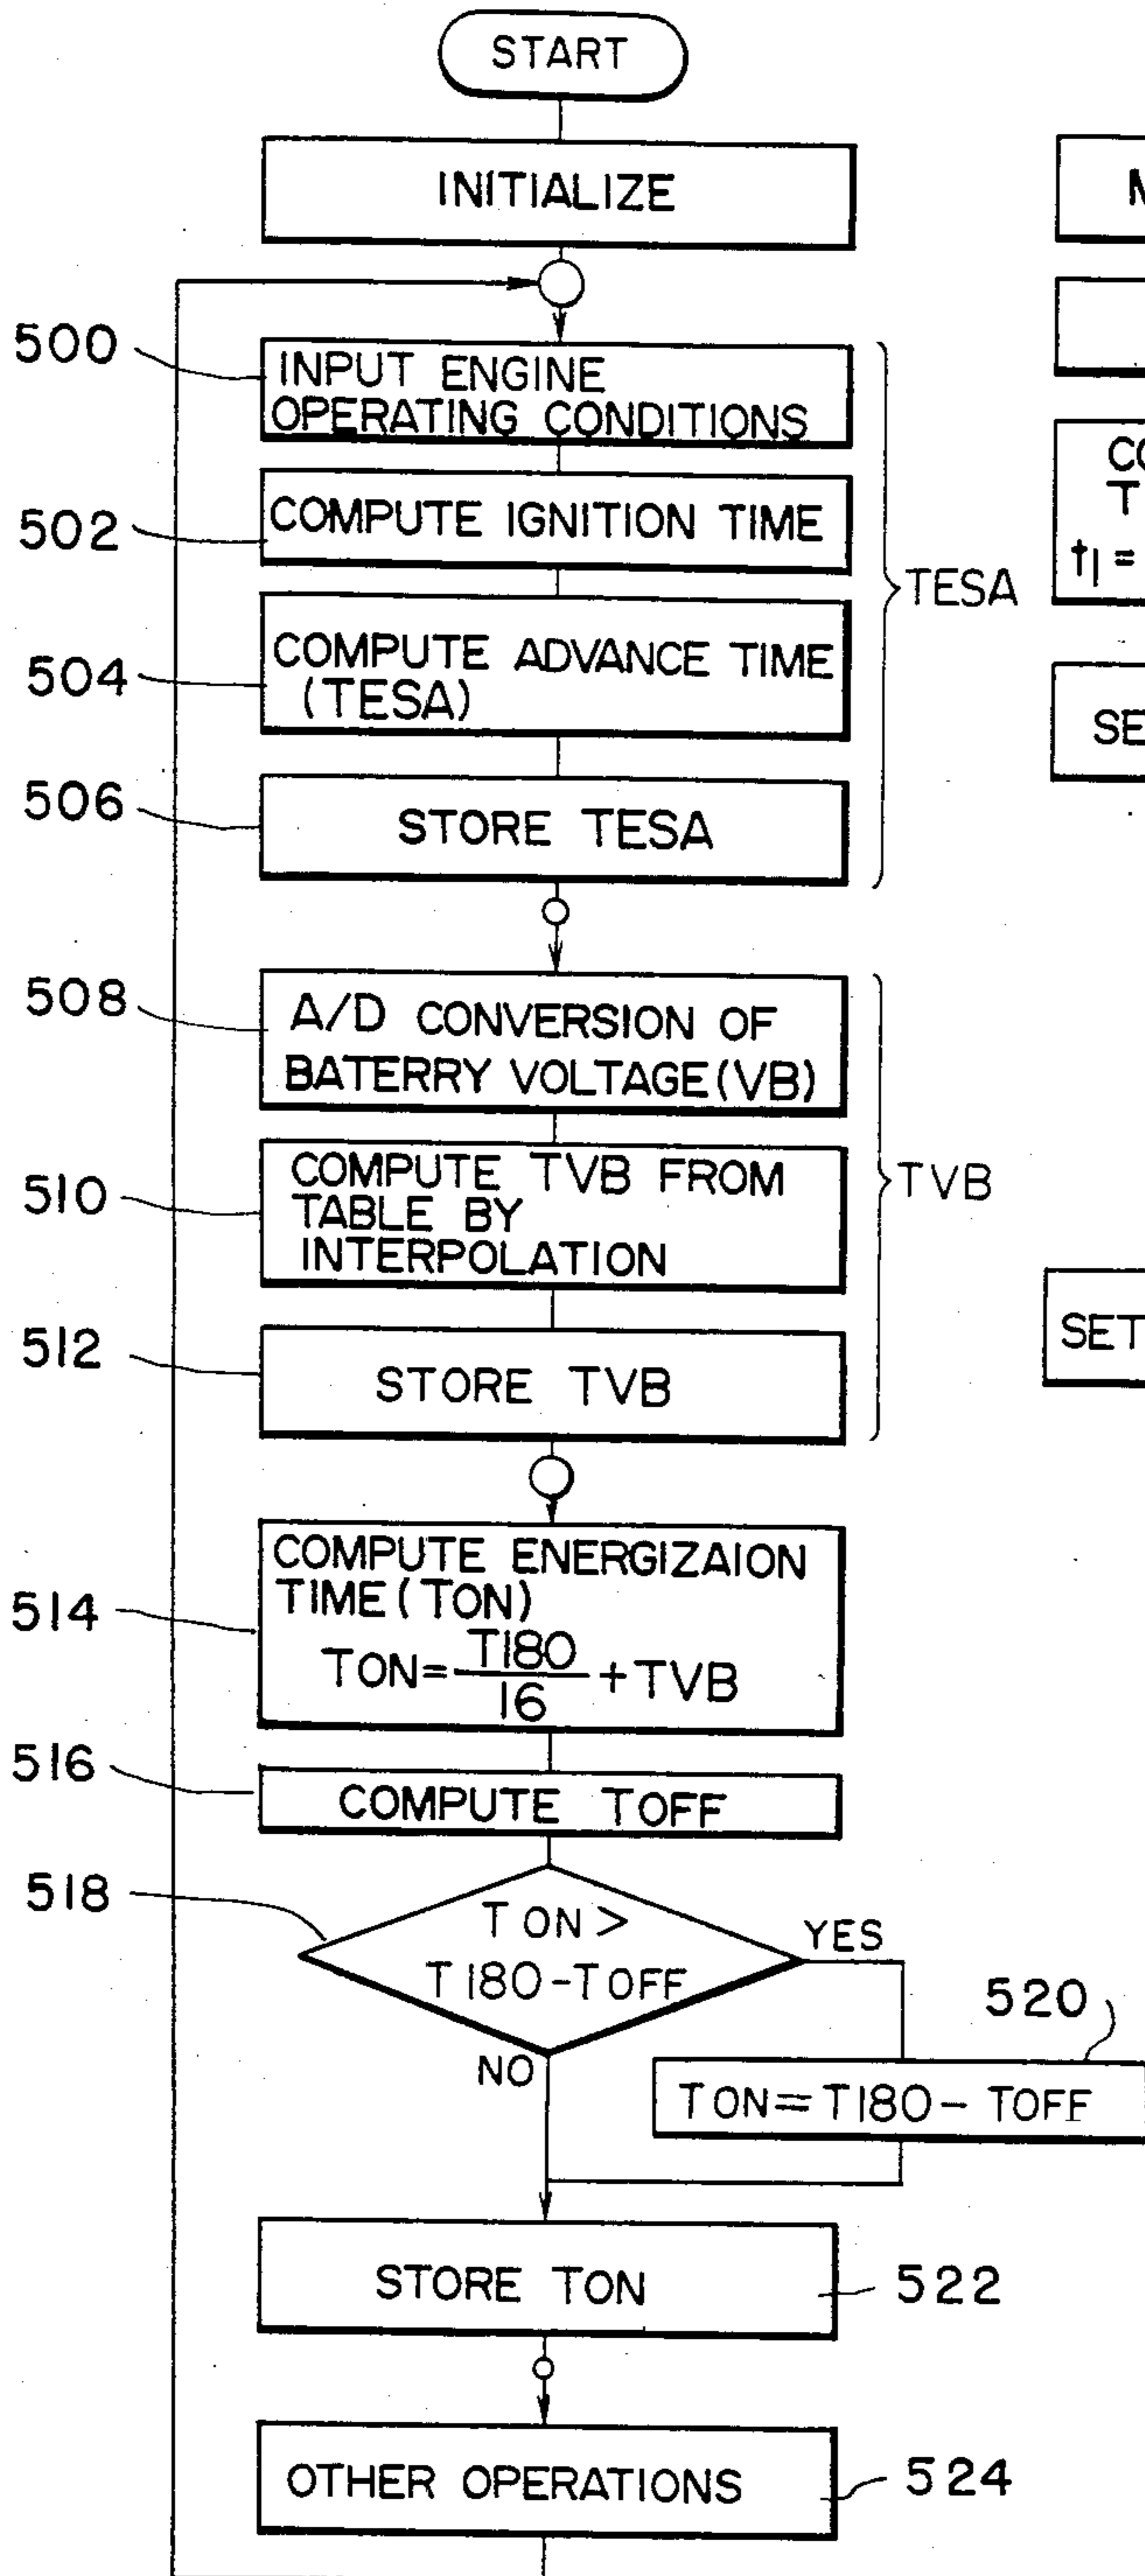 START
INITIALIZE
500
INPUT ENGINE
OPERATING CONDITIONS
502
COMPUTE IGNITION TIME
504
COMPUTE ADVANCE TIME
(TESA)
TESA
506
STORE TESA
508
A/D CONVERSION OF
BATERRY VOLTAGE(VB)
510
COMPUTE TVB FROM
TABLE BY
INTERPOLATION
TVB
512
STORE TVB
514
COMPUTE ENERGIZAION
TIME(TON)
TON=T180/16+TVB
516
COMPUTE TOFF
518
TON>
T180-TOFF
YES
NO
520
TON=T180-TOFF
STORE TON
522
OTHER OPERATIONS
524
t1=
SET